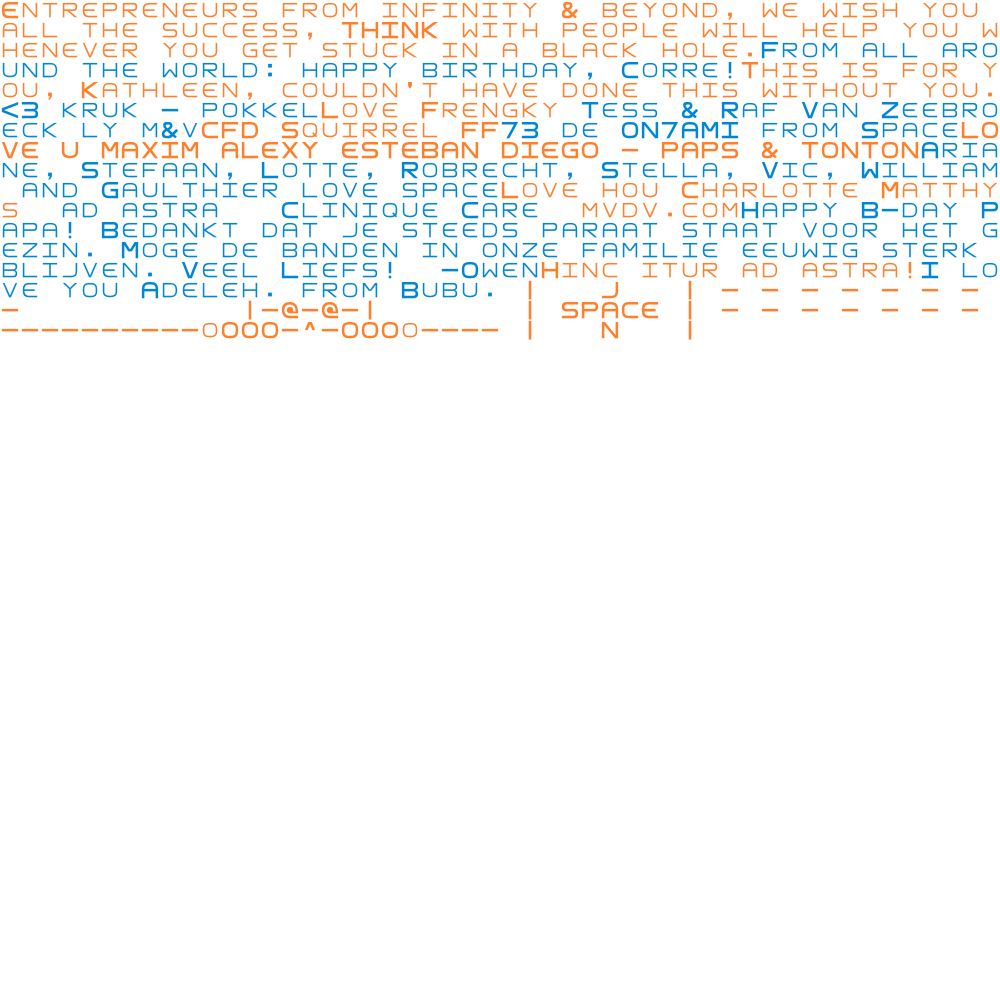 ENTREPRENEURS FROM INFINITY & BEYOND, WE WISH YOU
ALL THE SUCCESS, THINK WITH PEOPLE WILL HELP YOU W
HENEVER YOU GET STUCK IN A BLACK HOLE.FROM ALL ARO
UND THE WORLD: HAPPY BIRTHDAY, CORRE!THIS IS FOR Y
OU, KATHLEEN, COULDN'T HAVE DONE THIS WITHOUT YOU.
<3 KRUK - POKKELLOVE FRENGKY TESS & RAF VAN ZEEBRO
ECK LY M&VCFD SQUIRREL FF73 DE ON7AMI FROM SPACELO
VE U MAXIM ALEXY ESTEBAN DIEGO - PAPS & TONTONARIA
NE, STEFAAN, LOTTE, ROBRECHT, STELLA, VIC, WILLIAM
 AND GAULTHIER LOVE SPACELOVE HOU CHARLOTTE MATTHY
S  AD ASTRA   CLINIQUE CARE  MVDV.COMHAPPY B-DAY P
APA! BEDANKT DAT JE STEEDS PARAAT STAAT VOOR HET G
EZIN. MOGE DE BANDEN IN ONZE FAMILIE EEUWIG STERK
BLIJVEN. VEEL LIEFS!  -OWENHINC ITUR AD ASTRA!I LO
VE YOU ADELEH. FROM BUBU. |   J   | - - - - - - -
-           |-@-@-|       | SPACE | - - - - - - -
----------OOOO-^-OOOO---- |   N   |